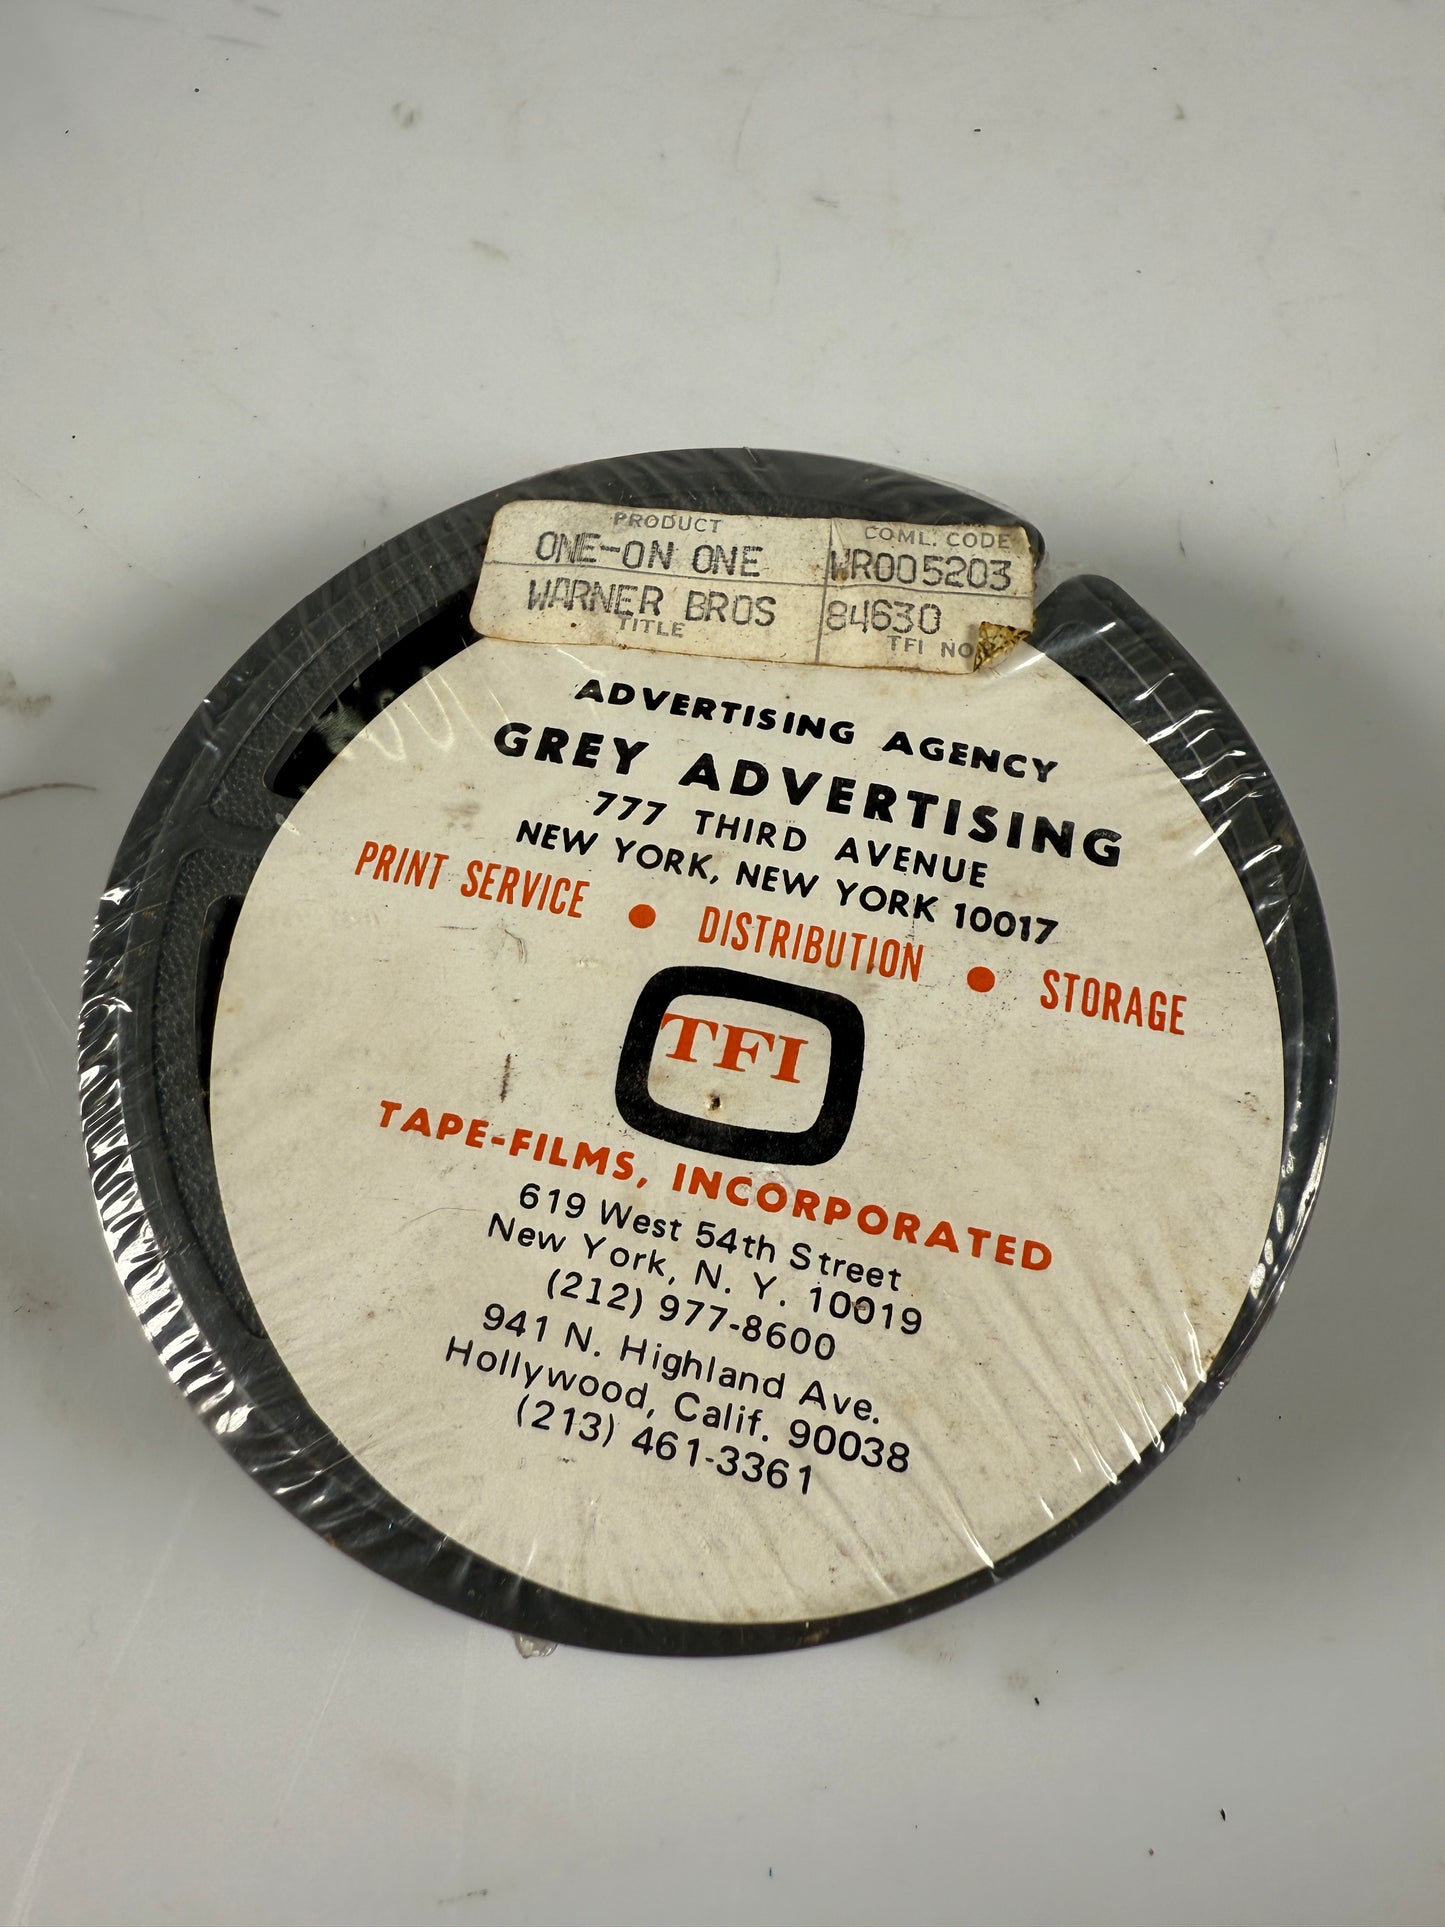 PRODUCT COML. CODE
ONE-ON ONE WR005203
WARNER BROS 84630
TITLE TFI NO
ADVERTISING AGENCY
GREY ADVERTISING
777 THIRD AVENUE
NEW YORK, NEW YORK 10017
PRINT SERVICE ● DISTRIBUTION ● STORAGE
TFI
TAPE-FILMS, INCORPORATED
619 West 54th Street
New York, N. Y. 10019
(212) 977-8600
941 N. Highland Ave.
Hollywood, Calif. 90038
(213) 461-3361